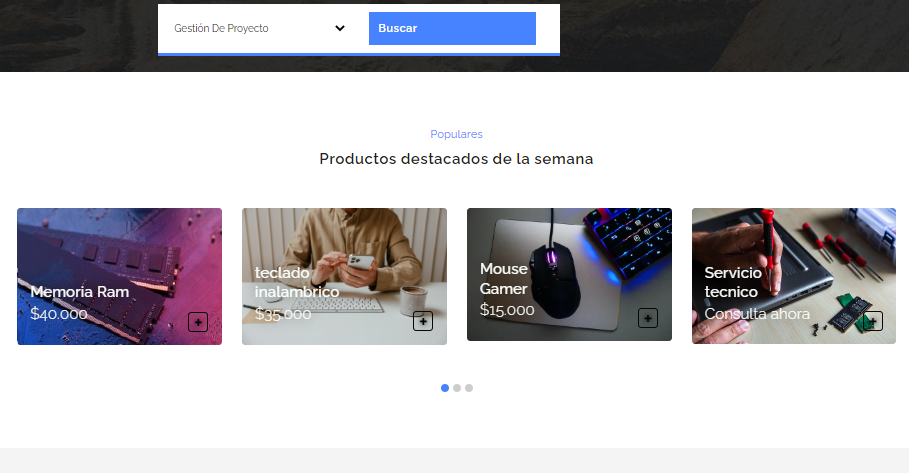 Gestión De Proyecto
Buscar
Populares
Productos destacados de la semana
Memoria Ram
$40.000
teclado
inalambrico
$35.000
Mouse
Gamer
$15.000
Servicio
tecnico
Consulta ahora